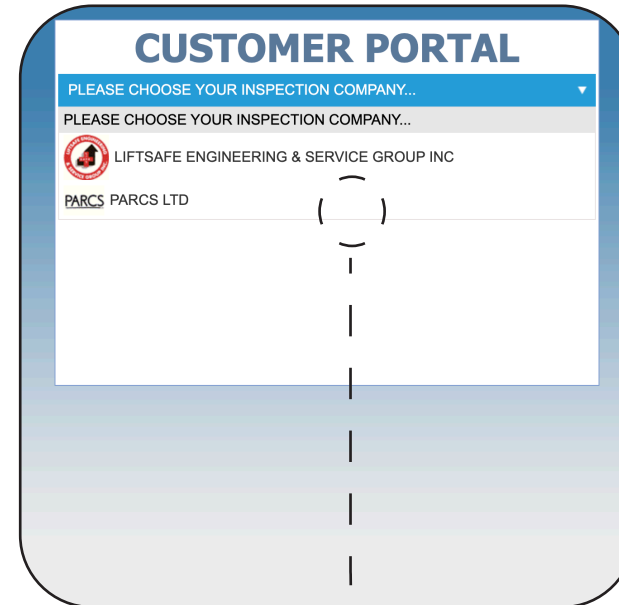 CUSTOMER PORTAL
PLEASE CHOOSE YOUR INSPECTION COMPANY...
PLEASE CHOOSE YOUR INSPECTION COMPANY...
LIFTSAFE ENGINEERING & SERVICE GROUP INC
PARCS PARCS LTD